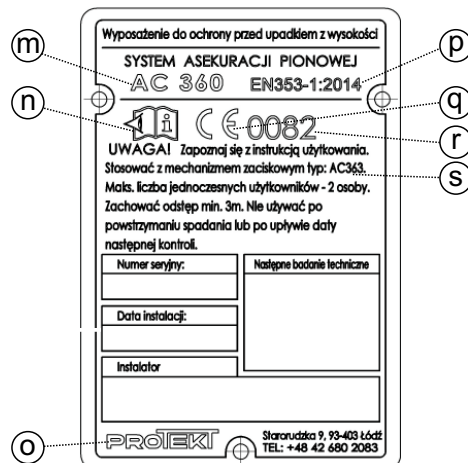 Wyposażenie do ochrony przed upadkiem z wysokości
SYSTEM ASEKURACJI PIONOWEJ
m
AC 360
EN353-1:2014
p
n
i
CE 0082
q
r
UWAGA! Zapoznaj się z instrukcją użytkowania.
Stosować z mechanizmem zaciskowym typ: AC363.
s
Maks. liczba jednoczesnych użytkowników - 2 osoby.
Zachować odstęp min. 3m. Nie używać po
powstrzymaniu spadania lub po upływie daty
następnej kontroli.
Numer seryjny:
Następne badanie techniczne
Data instalacji:
Instalator
o
PROTEKT
Starorudzka 9, 93-403 Łódź
TEL: +48 42 680 2083